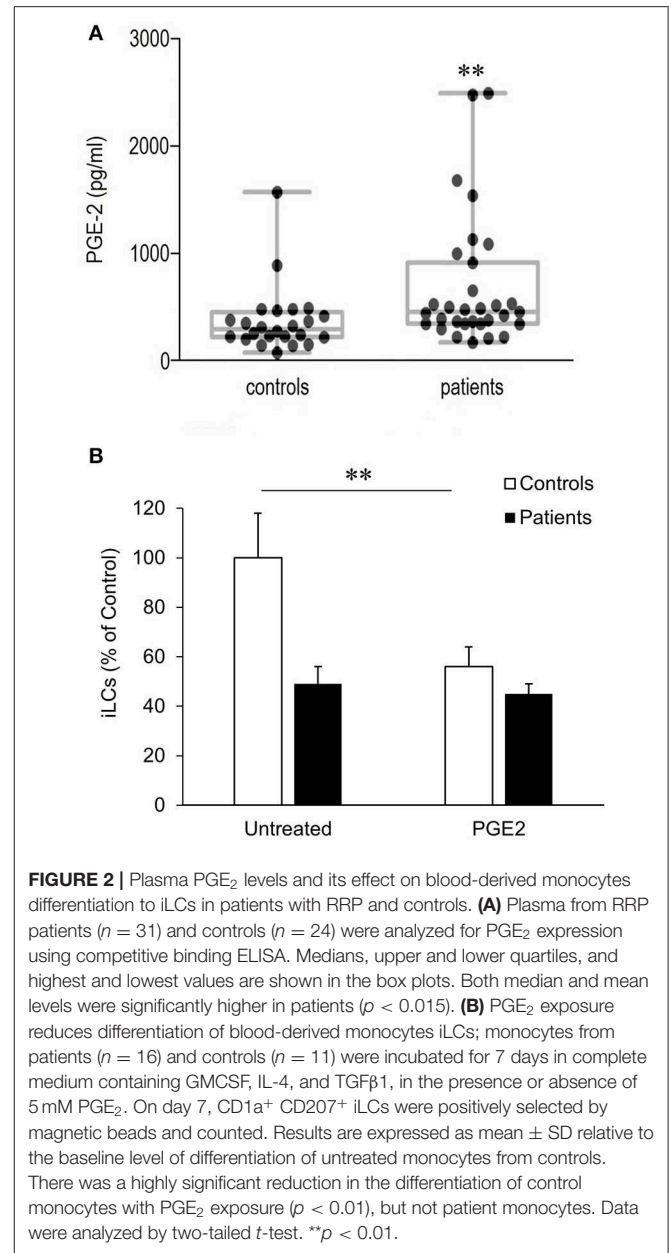 A
3000
**
2000
PGE-2 (pg/ml)
1000
0
controls
patients
B
**
Controls
Patients
120
100
80
60
40
20
0
iLCs (% of Control)
Untreated
PGE2
FIGURE 2 | Plasma PGE₂ levels and its effect on blood-derived monocytes
differentiation to iLCs in patients with RRP and controls. (A) Plasma from RRP
patients (n = 31) and controls (n = 24) were analyzed for PGE₂ expression
using competitive binding ELISA. Medians, upper and lower quartiles, and
highest and lowest values are shown in the box plots. Both median and mean
levels were significantly higher in patients (p < 0.015). (B) PGE₂ exposure
reduces differentiation of blood-derived monocytes iLCs; monocytes from
patients (n = 16) and controls (n = 11) were incubated for 7 days in complete
medium containing GMCSF, IL-4, and TGFβ1, in the presence or absence of
5 mM PGE₂. On day 7, CD1a⁺ CD207⁺ iLCs were positively selected by
magnetic beads and counted. Results are expressed as mean ± SD relative to
the baseline level of differentiation of untreated monocytes from controls.
There was a highly significant reduction in the differentiation of control
monocytes with PGE₂ exposure (p < 0.01), but not patient monocytes. Data
were analyzed by two-tailed t-test. **p < 0.01.